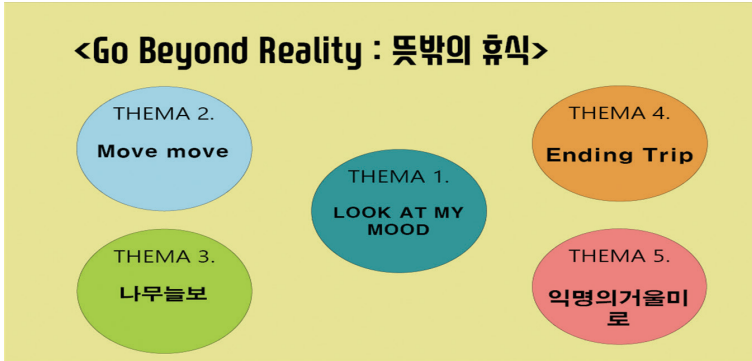 <Go Beyond Reality : 뜻밖의 휴식>
THEMA 2.
Move move
THEMA 4.
Ending Trip
THEMA 1.
LOOK AT MY
MOOD
THEMA 3.
나무늘보
THEMA 5.
익명의거울미
로